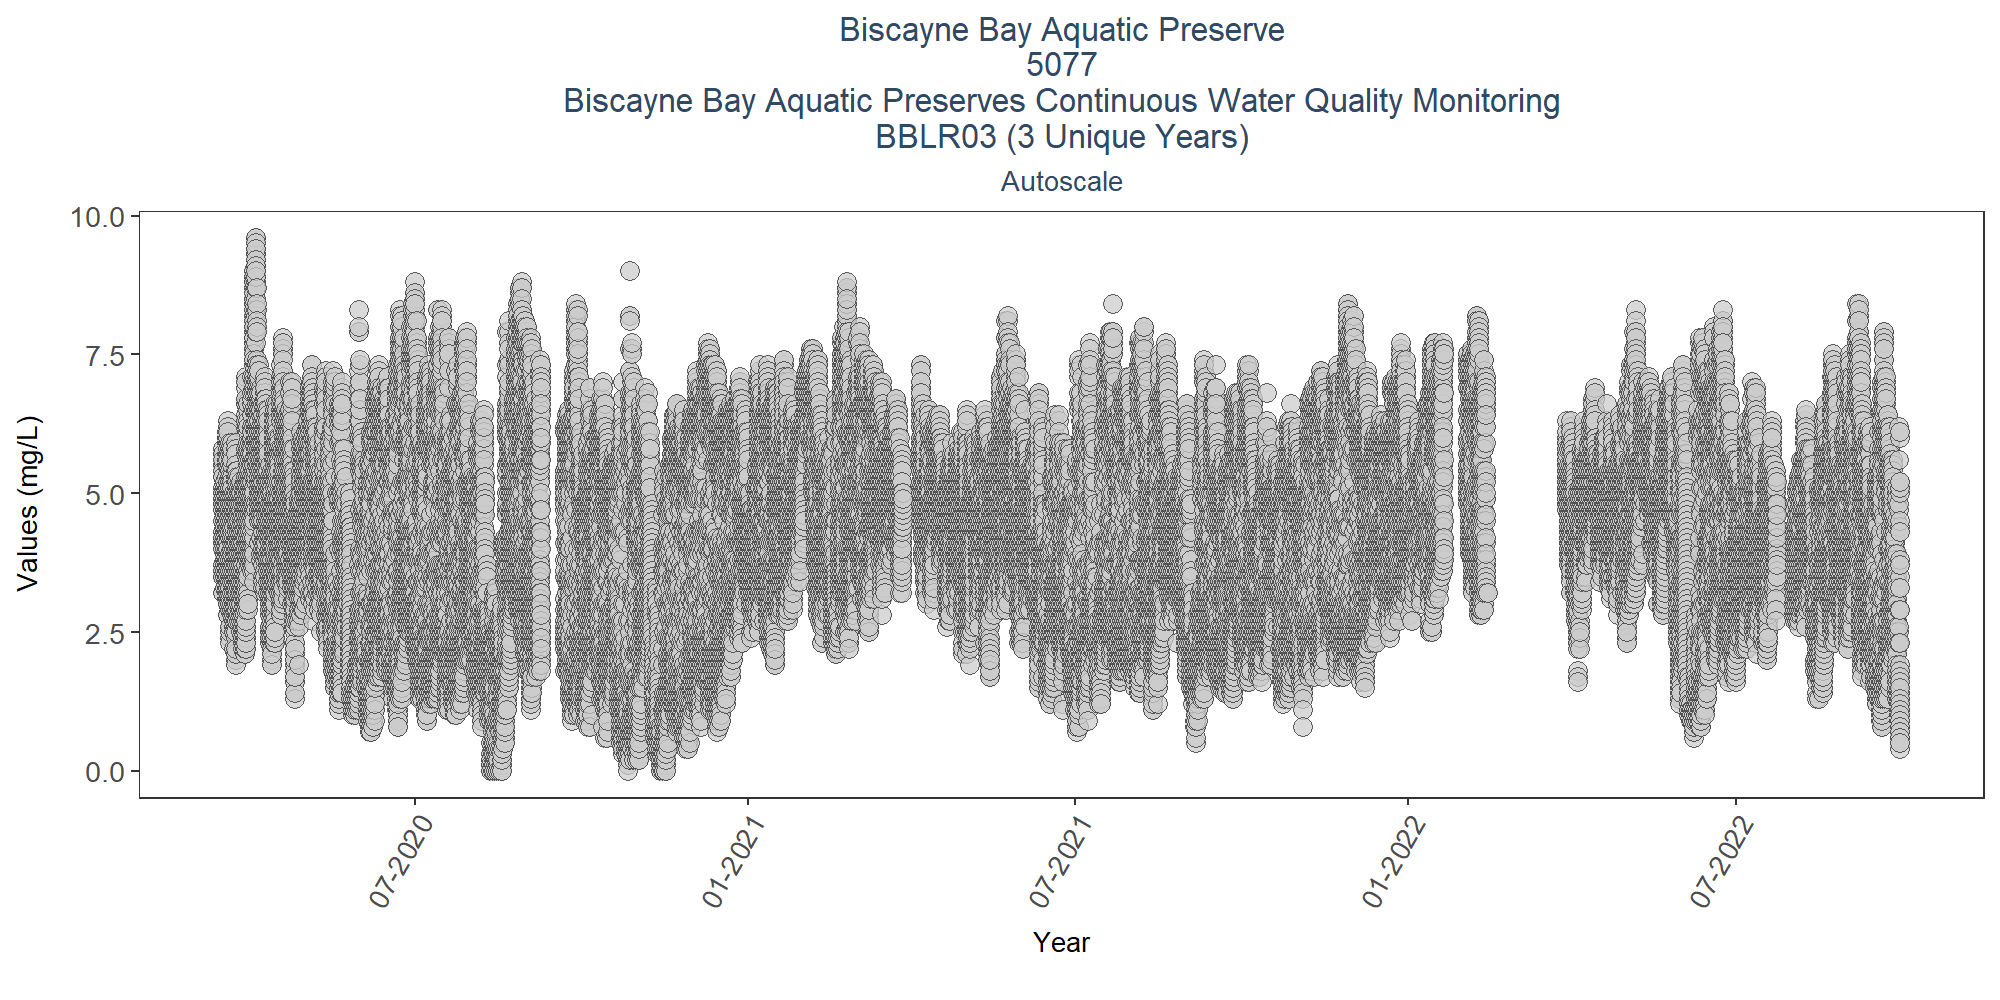 Biscayne Bay Aquatic Preserve
5077
Biscayne Bay Aquatic Preserves Continuous Water Quality Monitoring
BBLR03 (3 Unique Years)
Autoscale
Values (mg/L)
10.0
7.5
5.0
2.5
0.0
07-2020
01-2021
07-2021
01-2022
07-2022
Year